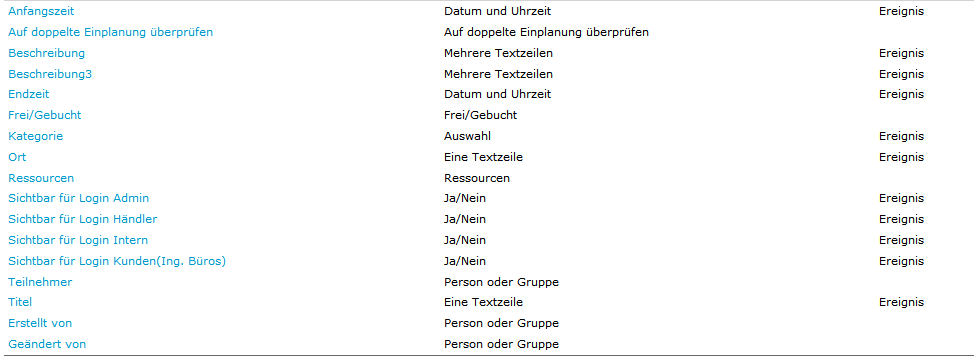 Anfangszeit Datum und Uhrzeit Ereignis
Auf doppelte Einplanung überprüfen Auf doppelte Einplanung überprüfen
Beschreibung Mehrere Textzeilen Ereignis
Beschreibung3 Mehrere Textzeilen Ereignis
Endzeit Datum und Uhrzeit Ereignis
Frei/Gebucht Frei/Gebucht
Kategorie Auswahl Ereignis
Ort Eine Textzeile Ereignis
Ressourcen Ressourcen
Sichtbar für Login Admin Ja/Nein Ereignis
Sichtbar für Login Händler Ja/Nein Ereignis
Sichtbar für Login Intern Ja/Nein Ereignis
Sichtbar für Login Kunden(Ing. Büros) Ja/Nein Ereignis
Teilnehmer Person oder Gruppe
Titel Eine Textzeile Ereignis
Erstellt von Person oder Gruppe
Geändert von Person oder Gruppe